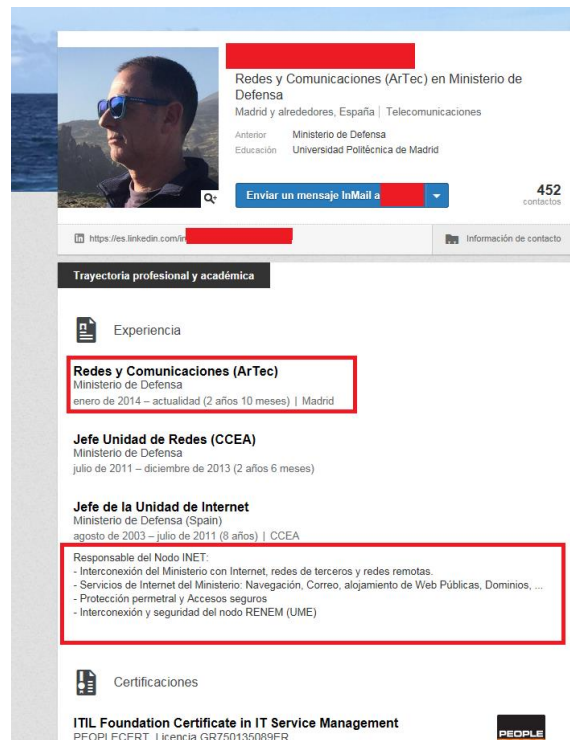 Redes y Comunicaciones (ArTec) en Ministerio de
Defensa
Madrid y alrededores, España | Telecomunicaciones
Anterior Ministerio de Defensa
Educación Universidad Politécnica de Madrid
Enviar un mensaje InMail a
452
contactos
https://es.linkedin.com/in
Información de contacto
Trayectoria profesional y académica
Experiencia
Redes y Comunicaciones (ArTec)
Ministerio de Defensa
enero de 2014 – actualidad (2 años 10 meses) | Madrid
Jefe Unidad de Redes (CCEA)
Ministerio de Defensa
julio de 2011 – diciembre de 2013 (2 años 6 meses)
Jefe de la Unidad de Internet
Ministerio de Defensa (Spain)
agosto de 2003 – julio de 2011 (8 años) | CCEA
Responsable del Nodo INET:
- Interconexión del Ministerio con Internet, redes de terceros y redes remotas.
- Servicios de Internet del Ministerio: Navegación, Correo, alojamiento de Web Públicas, Dominios, ...
- Protección permetral y Accesos seguros
- Interconexión y seguridad del nodo RENEM (UME)
Certificaciones
ITIL Foundation Certificate in IT Service Management
PEOPLECERT, Licencia GR750135089ER
PEOPLE